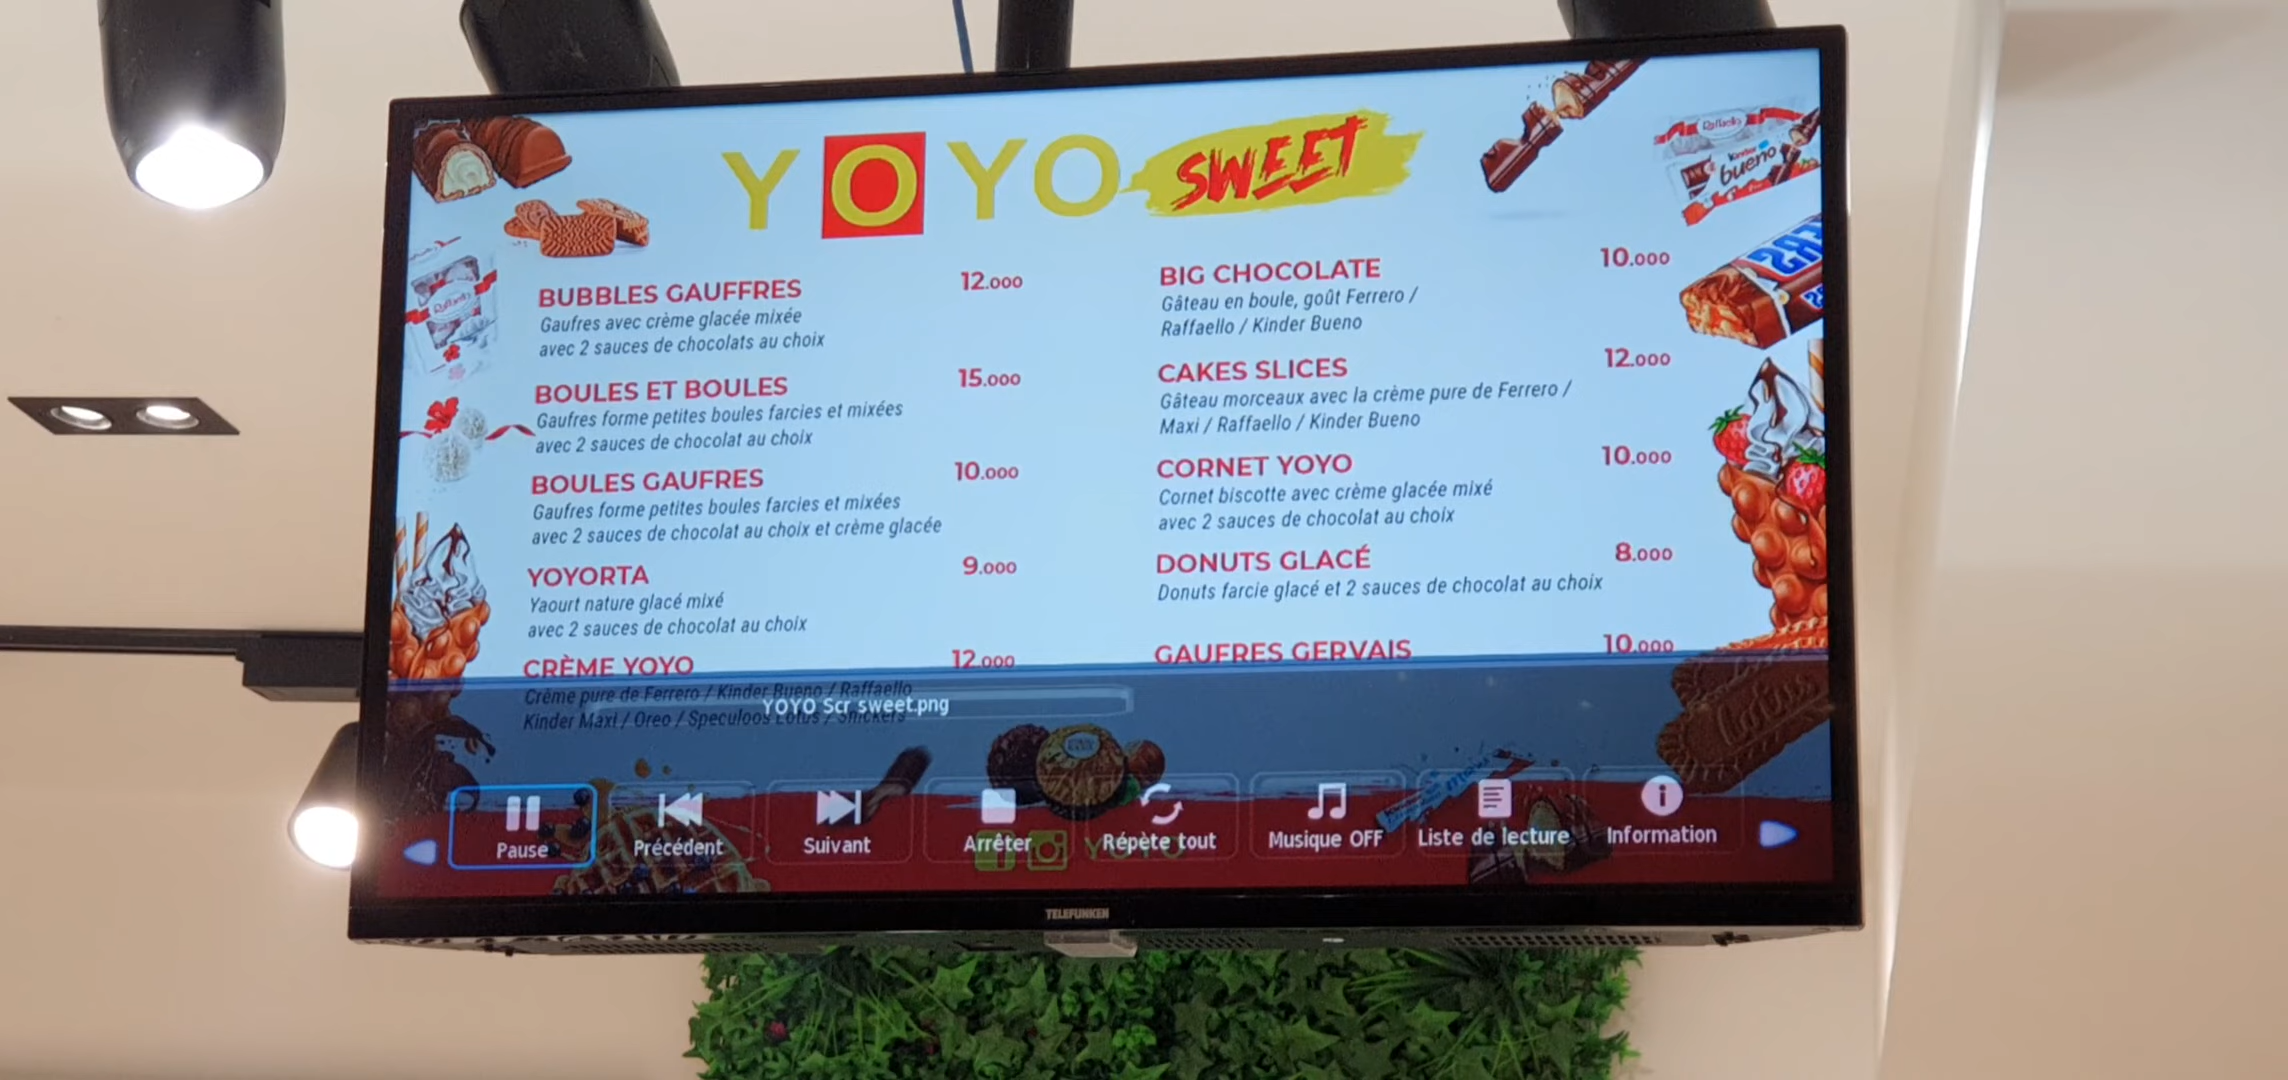 YOYO SWEET
BUBBLES GAUFFRES 12.000
Gaufres avec crème glacée mixée
avec 2 sauces de chocolats au choix
BOULES ET BOULES 15.000
Gaufres forme petites boules farcies et mixées
avec 2 sauces de chocolat au choix
BOULES GAUFRES 10.000
Gaufres forme petites boules farcies et mixées
avec 2 sauces de chocolat au choix et crème glacée
YOYORTA 9.000
Yaourt nature glacé mixé
avec 2 sauces de chocolat au choix
CRÈME YOYO 12.000
Crème pure de Ferrero / Kinder Bueno / Raffaello
Kinder Maxi / Oreo / Speculoos Lotus / Snickers
BIG CHOCOLATE 10.000
Gâteau en boule, goût Ferrero /
Raffaello / Kinder Bueno
CAKES SLICES 12.000
Gâteau morceaux avec la crème pure de Ferrero /
Maxi / Raffaello / Kinder Bueno
CORNET YOYO 10.000
Cornet biscotte avec crème glacée mixé
avec 2 sauces de chocolat au choix
DONUTS GLACÉ 8.000
Donuts farcie glacé et 2 sauces de chocolat au choix
GAUFRES GERVAIS 10.000
Raffaello
Kinder
bueno
Raffaello
Lotus
YOYO Scr sweet.png
Pause
Précédent
Suivant
Arrêter
Répète tout
Musique OFF
Liste de lecture
Information
TELEFUNKEN